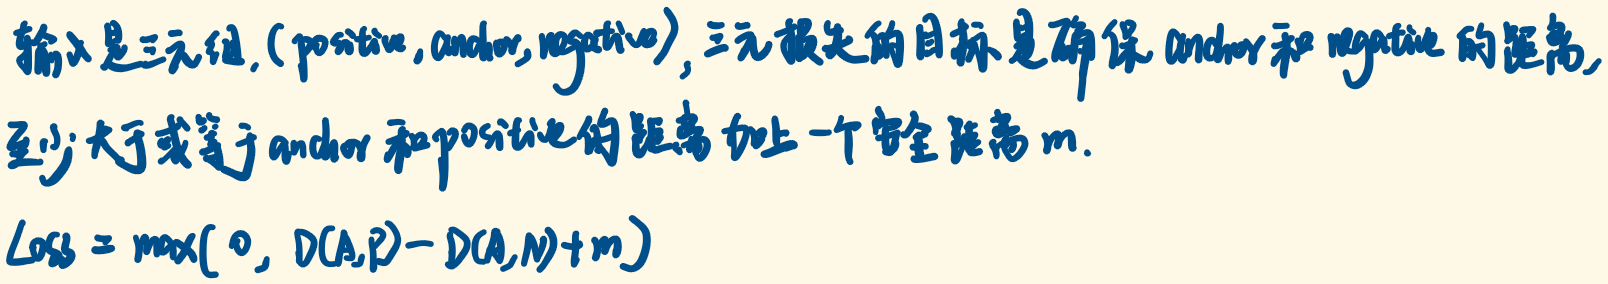 输入是三元组.(positive, anchor, negative), 三元损失的目标是确保 anchor 和 negative 的距离,
至少大于或等于 anchor 和 positive 的距离加上一个安全距离 m.
Loss = max(0, D(A,P)-D(A,N)+m)